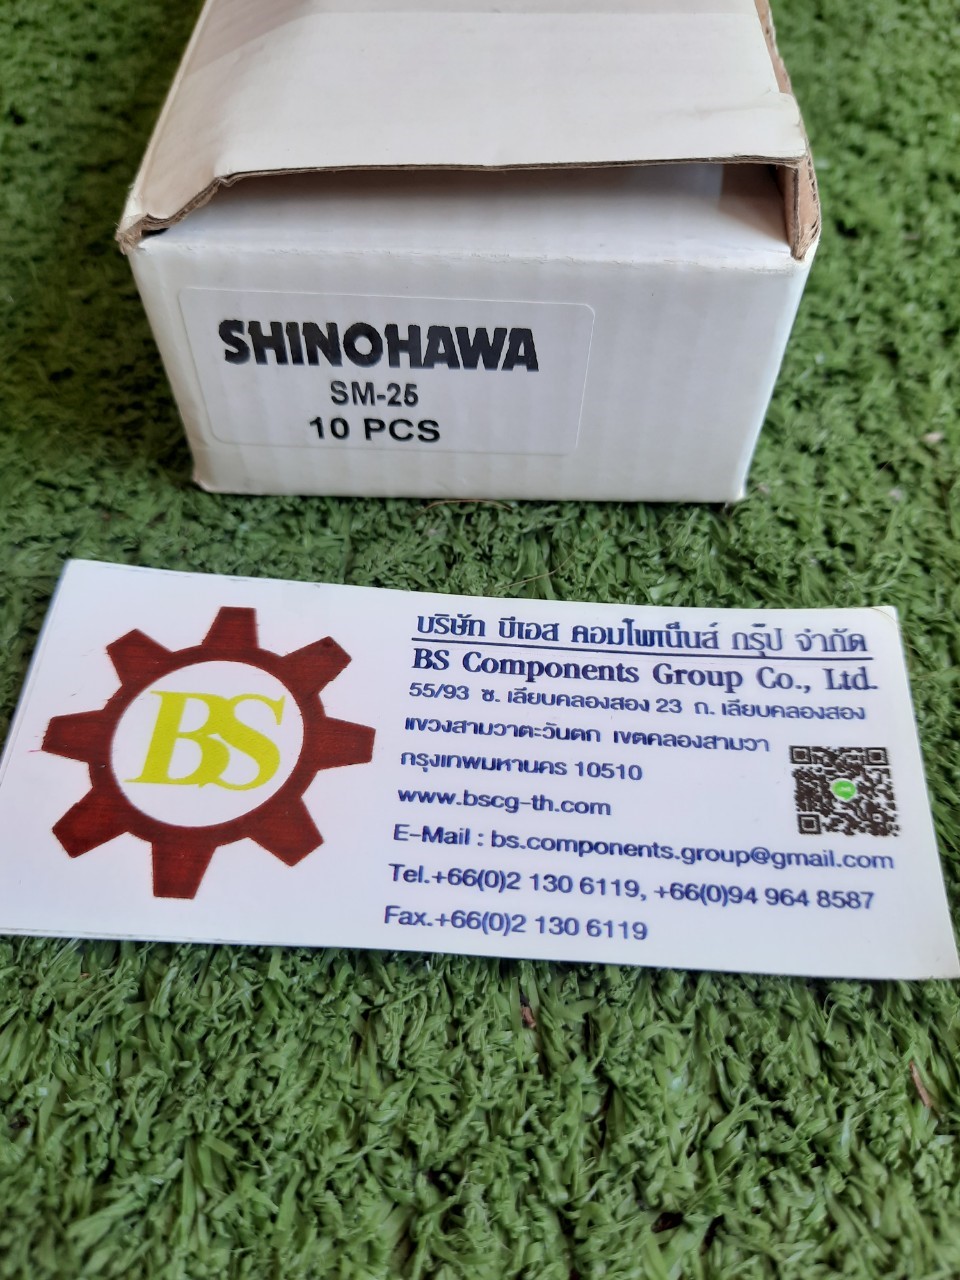 SHINOHAWA
SM-25
10 PCS
BS
บริษัท บีเอส คอมโพเน็นส์ กรุ๊ป จำกัด
BS Components Group Co., Ltd.
55/93 ซ. เลียบคลองสอง 23 ถ. เลียบคลองสอง
แขวงสามวาตะวันตก เขตคลองสามวา
กรุงเทพมหานคร 10510
www.bscg-th.com
E-Mail : bs.components.group@gmail.com
Tel.+66(0)2 130 6119, +66(0)94 964 8587
Fax.+66(0)2 130 6119